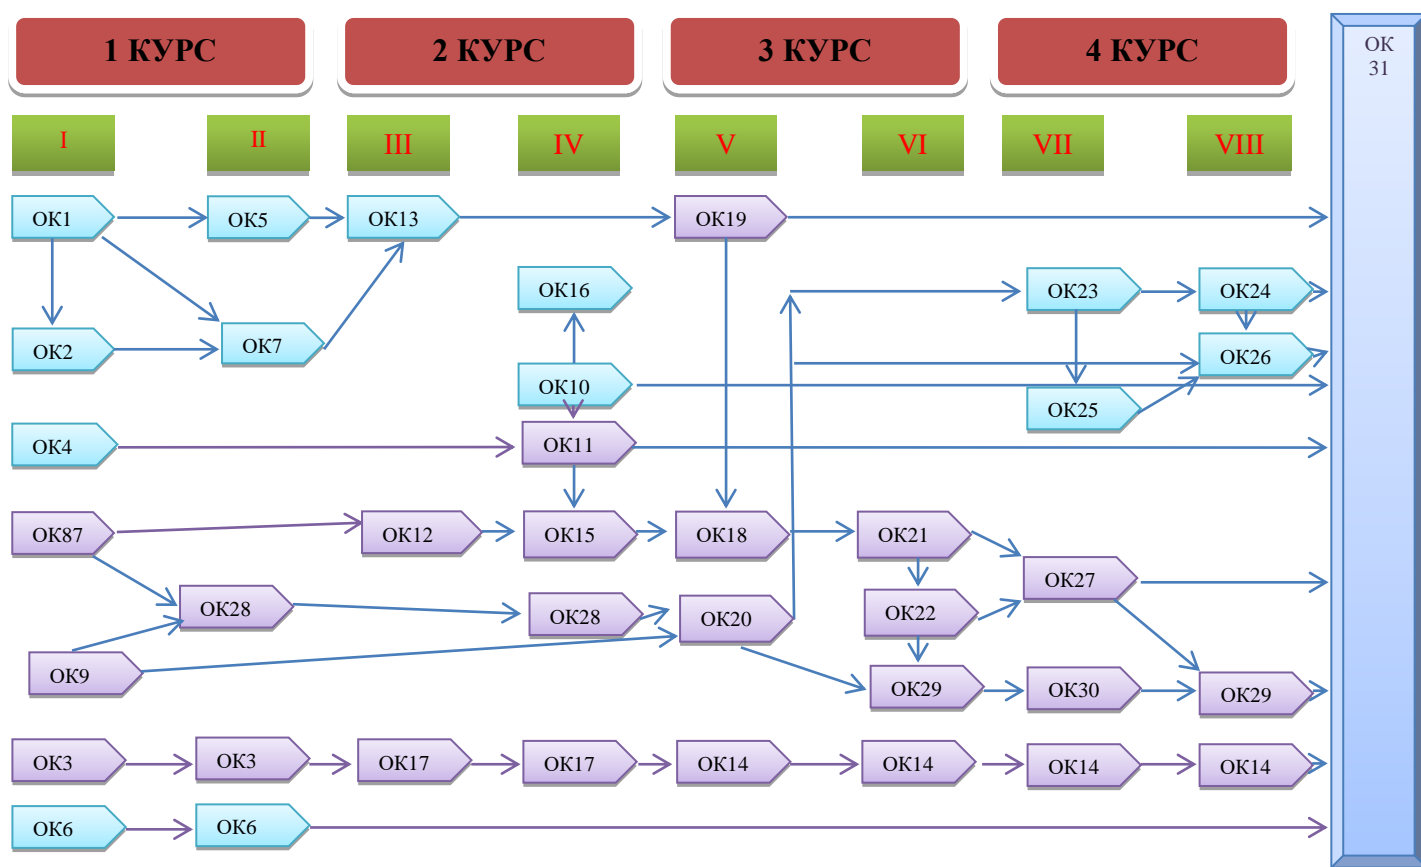 1 КУРС
2 КУРС
3 КУРС
4 КУРС
ОК
31
I
II
III
IV
V
VI
VII
VIII
ОК1
ОК5
ОК13
ОК19
ОК16
ОК23
ОК24
ОК2
ОК7
ОК26
ОК10
ОК25
ОК4
ОК11
ОК87
ОК12
ОК15
ОК18
ОК21
ОК27
ОК28
ОК28
ОК20
ОК22
ОК9
ОК29
ОК30
ОК29
ОК3
ОК3
ОК17
ОК17
ОК14
ОК14
ОК14
ОК14
ОК6
ОК6